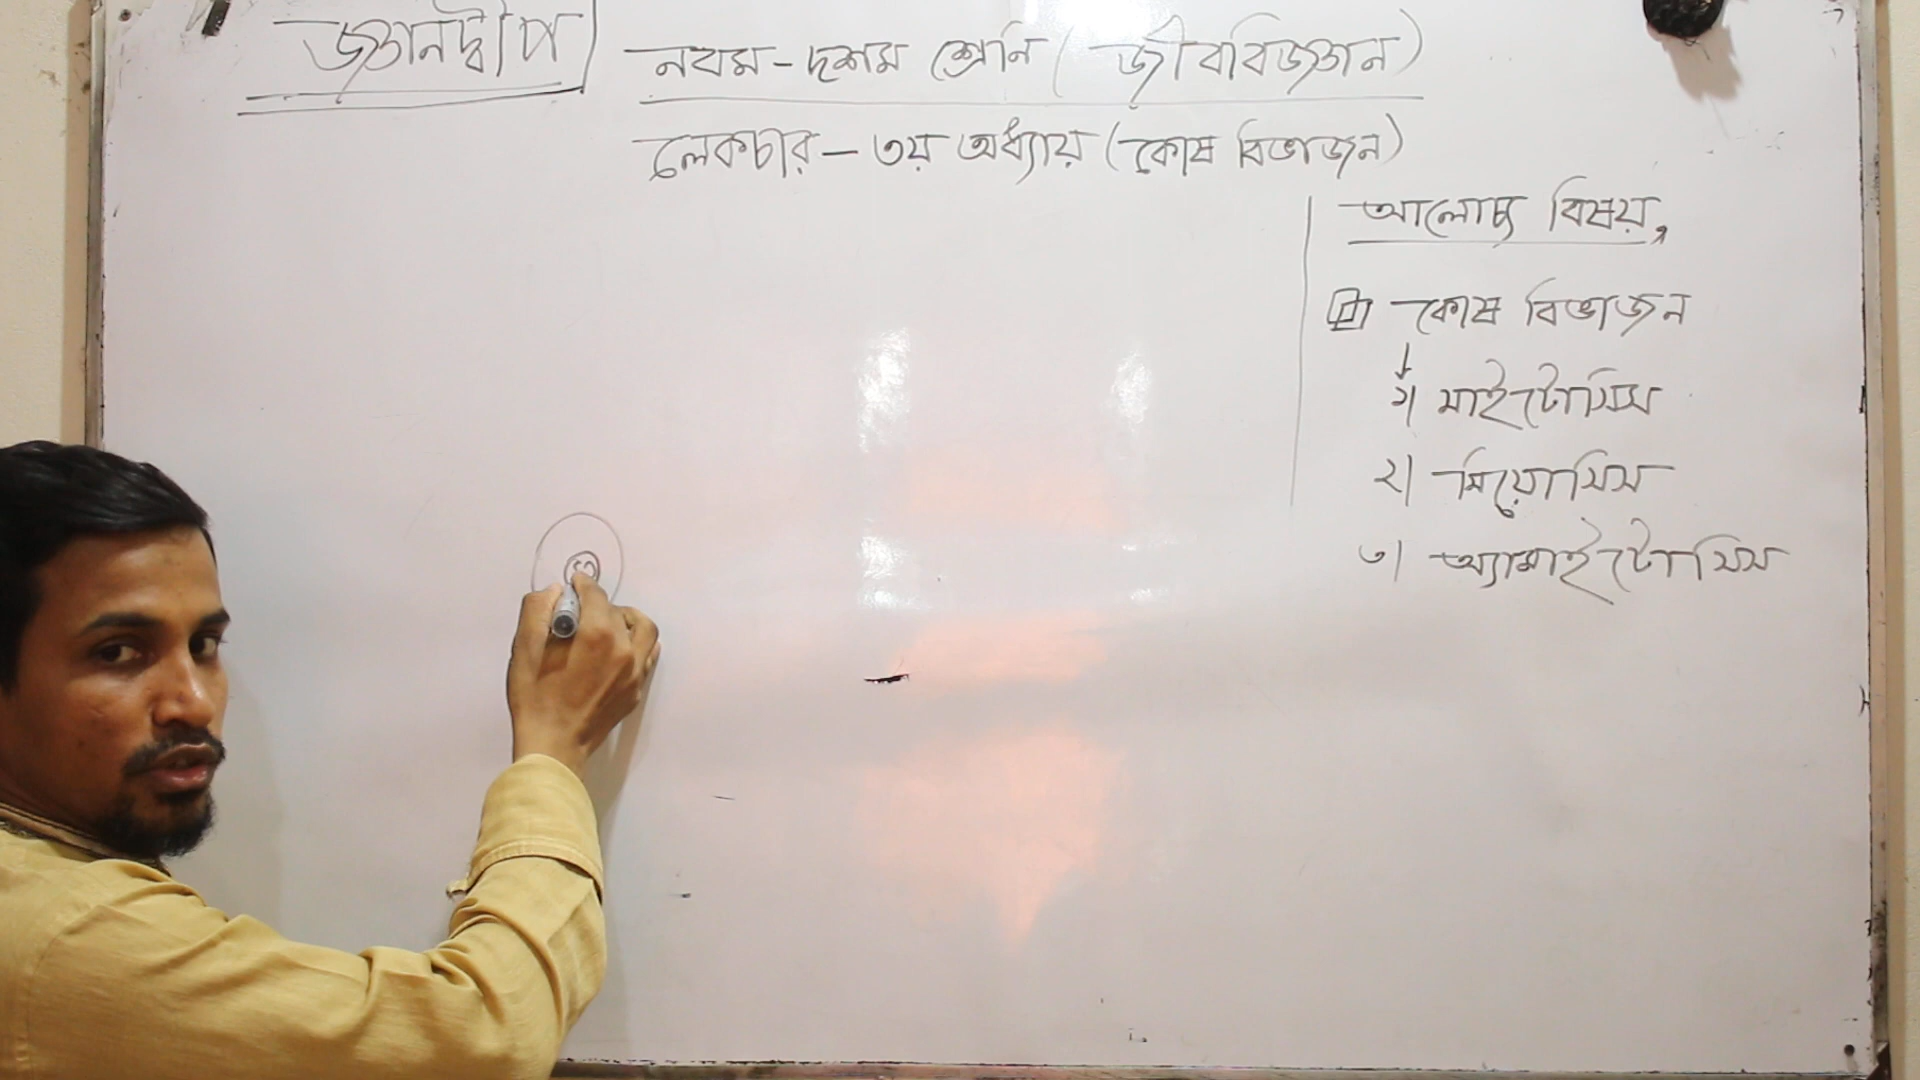 জ্ঞানদ্বীপ
নবম-দশম শ্রেণি (জীববিজ্ঞান)
লেকচার - ৩য় অধ্যায় (কোষ বিভাজন)
আলোচ্য বিষয়,
কোষ বিভাজন
১। মাইটোসিস
২। মিয়োসিস
৩। অ্যামাইটোসিস